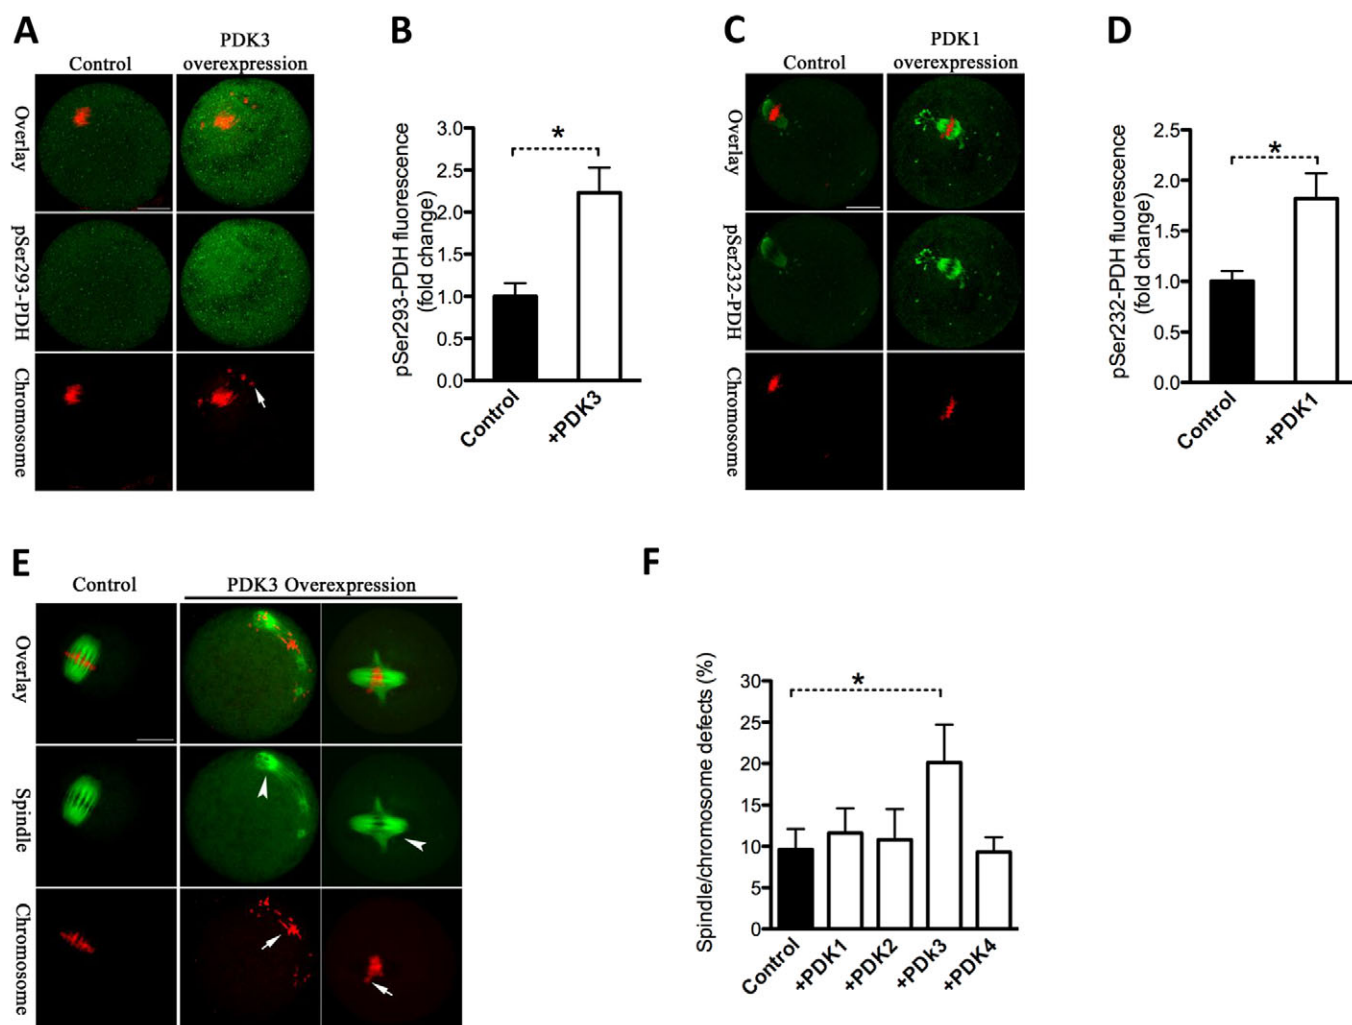 A
PDK3
Control overexpression
Overlay
pSer293-PDH
Chromosome
B
pSer293-PDH fluorescence
(fold change)
3.0
2.5
2.0
1.5
1.0
0.5
0.0
*
Control
+PDK3
C
PDK1
Control overexpression
Overlay
pSer232-PDH
Chromosome
D
pSer232-PDH fluorescence
(fold change)
2.5
2.0
1.5
1.0
0.5
0.0
*
Control
+PDK1
E
Control PDK3 Overexpression
Overlay
Spindle
Chromosome
F
Spindle/chromosome defects (%)
30
25
20
15
10
5
0
*
Control
+PDK1
+PDK2
+PDk3
+PDK4